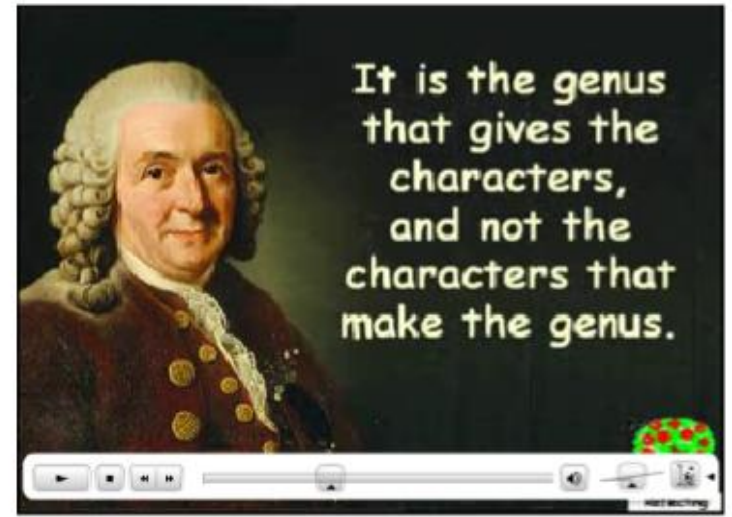 It is the genus
that gives the
characters,
and not the
characters that
make the genus.